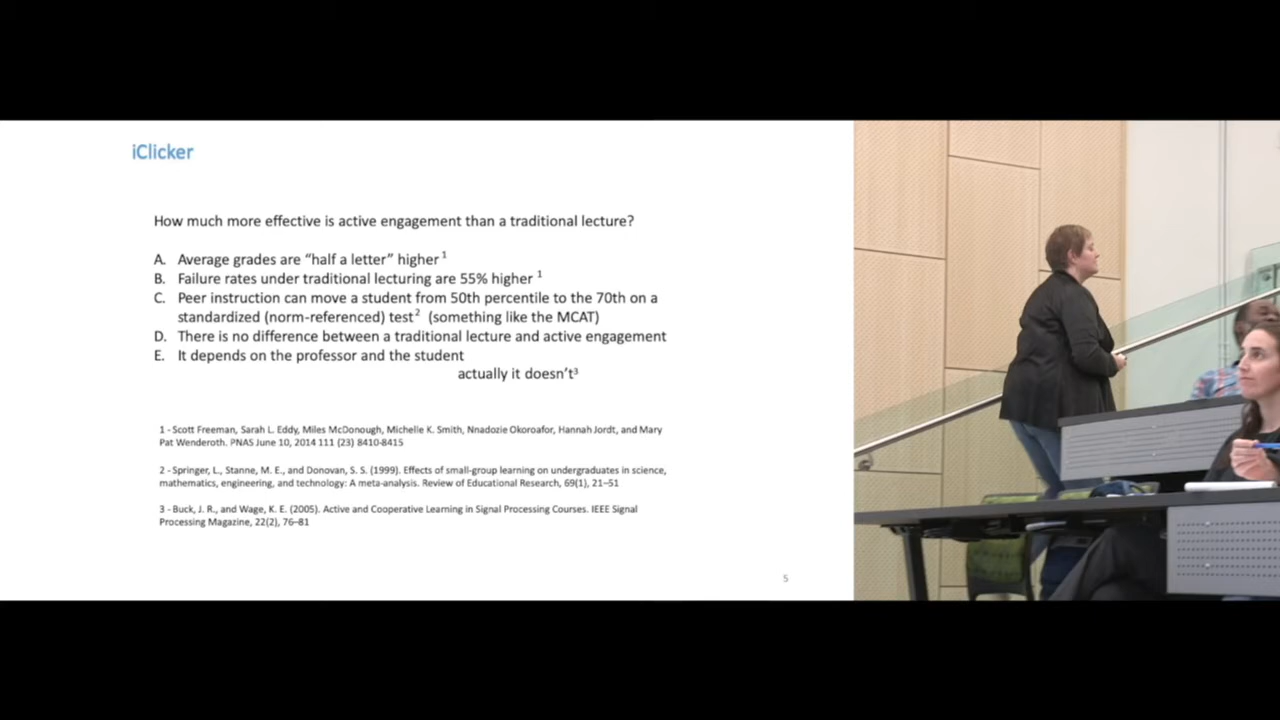 iClicker
How much more effective is active engagement than a traditional lecture?
A. Average grades are “half a letter” higher 1
B. Failure rates under traditional lecturing are 55% higher 1
C. Peer instruction can move a student from 50th percentile to the 70th on a
standardized (norm-referenced) test2 (something like the MCAT)
D. There is no difference between a traditional lecture and active engagement
E. It depends on the professor and the student
actually it doesn’t3
1 - Scott Freeman, Sarah L. Eddy, Miles McDonough, Michelle K. Smith, Nnadozie Okoroafor, Hannah Jordt, and Mary
Pat Wenderoth. PNAS June 10, 2014 111 (23) 8410-8415
2 - Springer, L., Stanne, M. E., and Donovan, S. S. (1999). Effects of small-group learning on undergraduates in science,
mathematics, engineering, and technology: A meta-analysis. Review of Educational Research, 69(1), 21–51
3 - Buck, J. R., and Wage, K. E. (2005). Active and Cooperative Learning in Signal Processing Courses. IEEE Signal
Processing Magazine, 22(2), 76–81
5